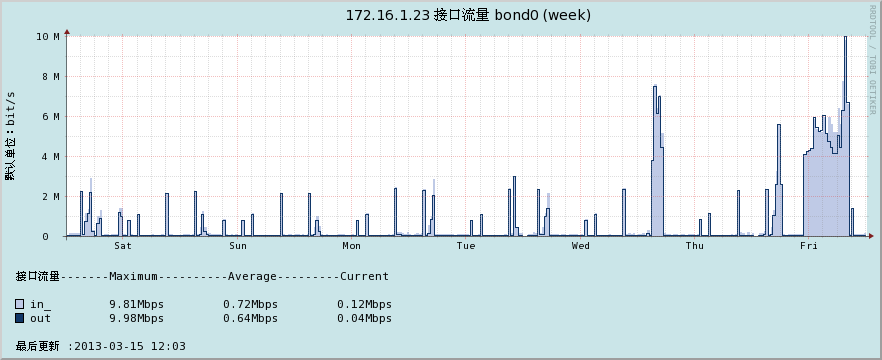 172.16.1.23 接口流量 bond0 (week)
RRDTOOL / TOBI OETIKER
默认单位：bit/s
10 M
8 M
6 M
4 M
2 M
0
Sat Sun Mon Tue Wed Thu Fri
接口流量-------Maximum----------Average---------Current
in_ 9.81Mbps 0.72Mbps 0.12Mbps
out 9.98Mbps 0.64Mbps 0.04Mbps
最后更新 :2013-03-15 12:03